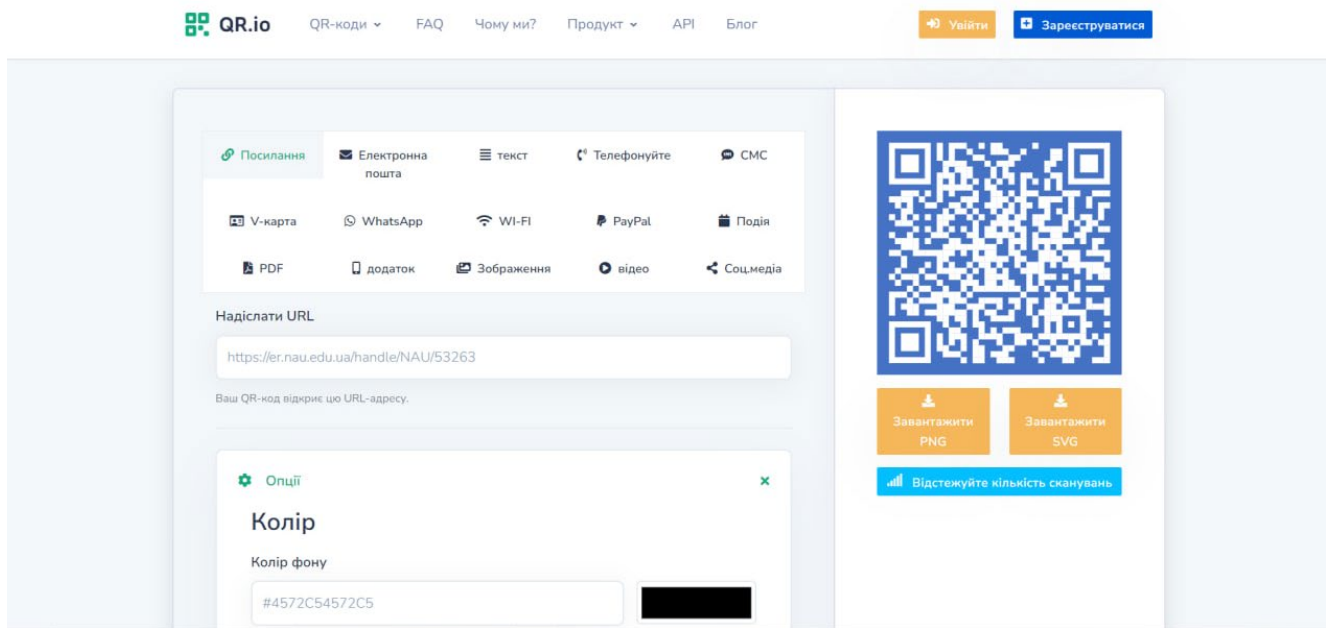 QR.io QR-коди FAQ Чому ми? Продукт API Блог Увійти Зареєструватися
Посилання Електронна пошта текст Телефонуйте СМС
V-карта WhatsApp WI-FI PayPal Подія
PDF додаток Зображення відео Соц.медіа
Надіслати URL
https://er.nau.edu.ua/handle/NAU/53263
Ваш QR-код відкриє цю URL-адресу.
Опції
Колір
Колір фону
#4572C54572C5
Завантажити PNG
Завантажити SVG
Відстежуйте кількість сканувань